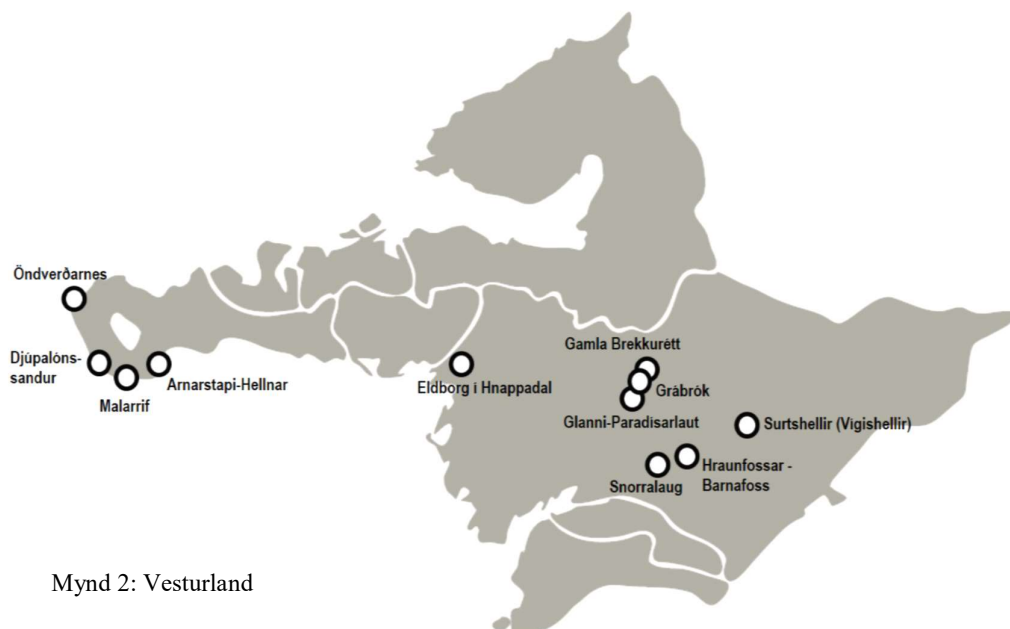 Öndverðarnes
Djúpalóns-
sandur
Malarrif
Arnarstapi-Hellnar
Eldborg í Hnappadal
Gamla Brekkurétt
Grábrók
Glanni-Paradísarlaut
Surtshellir (Vígishellir)
Hraunfossar -
Barnafoss
Snorralaug
Mynd 2: Vesturland